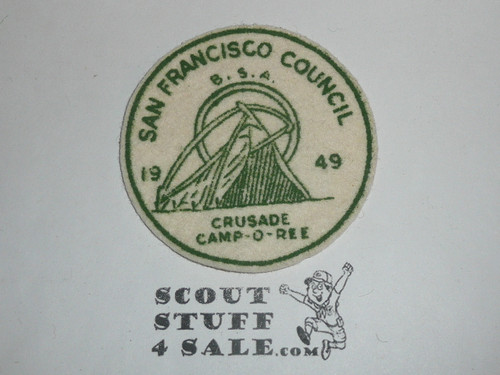 SAN FRANCISCO COUNCIL
B.S.A.
19 49
CRUSADE
CAMP-O-REE
SCOUT
STUFF
4 SALE.COM